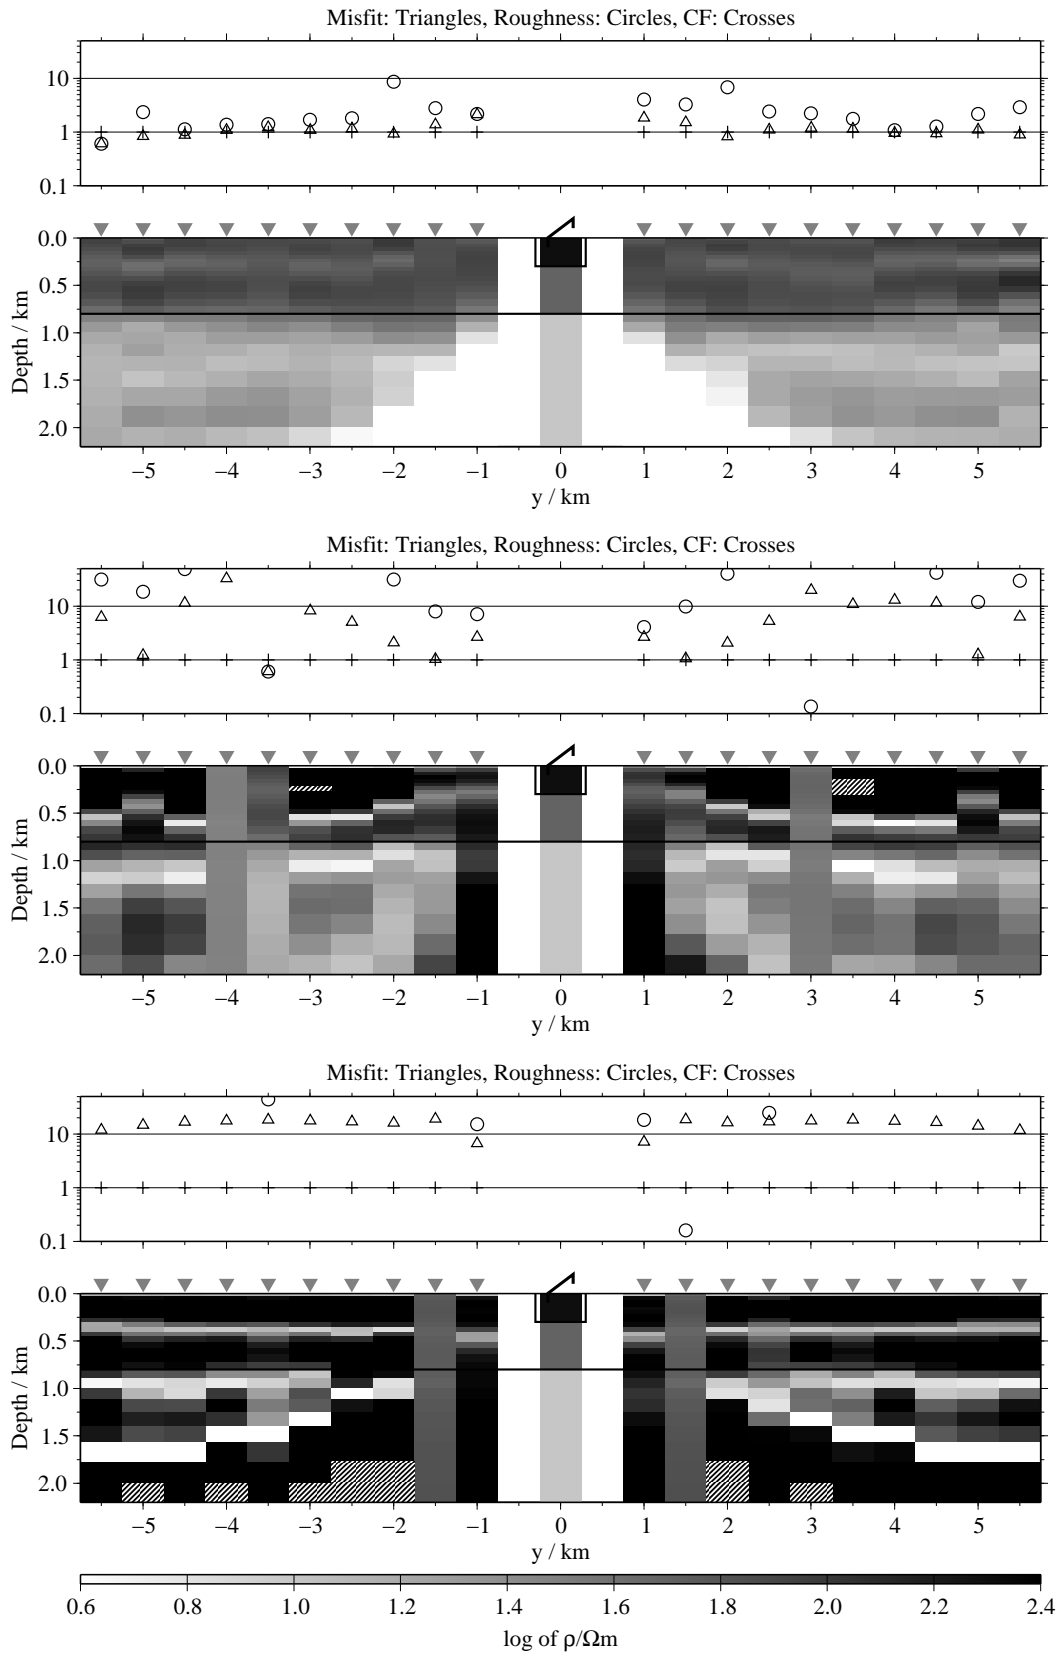 Misfit: Triangles, Roughness: Circles, CF: Crosses
10
1
0.1
0.0
0.5
1.0
1.5
2.0
Depth / km
−5 −4 −3 −2 −1 0 1 2 3 4 5
y / km
Misfit: Triangles, Roughness: Circles, CF: Crosses
10
1
0.1
0.0
0.5
1.0
1.5
2.0
Depth / km
−5 −4 −3 −2 −1 0 1 2 3 4 5
y / km
Misfit: Triangles, Roughness: Circles, CF: Crosses
10
1
0.1
0.0
0.5
1.0
1.5
2.0
Depth / km
−5 −4 −3 −2 −1 0 1 2 3 4 5
y / km
0.6 0.8 1.0 1.2 1.4 1.6 1.8 2.0 2.2 2.4
log of ρ/Ωm